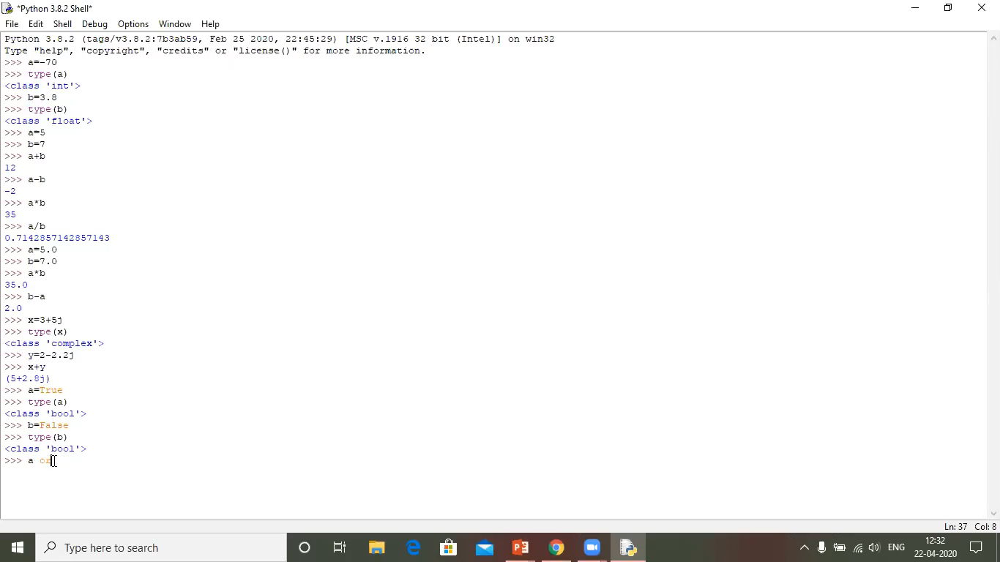 *Python 3.8.2 Shell*
File Edit Shell Debug Options Window Help
Python 3.8.2 (tags/v3.8.2:7b3ab59, Feb 25 2020, 22:45:29) [MSC v.1916 32 bit (Intel)] on win32
Type "help", "copyright", "credits" or "license()" for more information.
>>> a=-70
>>> type(a)
<class 'int'>
>>> b=3.8
>>> type(b)
<class 'float'>
>>> a=5
>>> b=7
>>> a+b
12
>>> a-b
-2
>>> a*b
35
>>> a/b
0.7142857142857143
>>> a=5.0
>>> b=7.0
>>> a*b
35.0
>>> b-a
2.0
>>> x=3+5j
>>> type(x)
<class 'complex'>
>>> y=2-2.2j
>>> x+y
(5+2.8j)
>>> a=True
>>> type(a)
<class 'bool'>
>>> b=False
>>> type(b)
<class 'bool'>
>>> a or
Ln: 37 Col: 8
Type here to search
ENG
12:32
22-04-2020